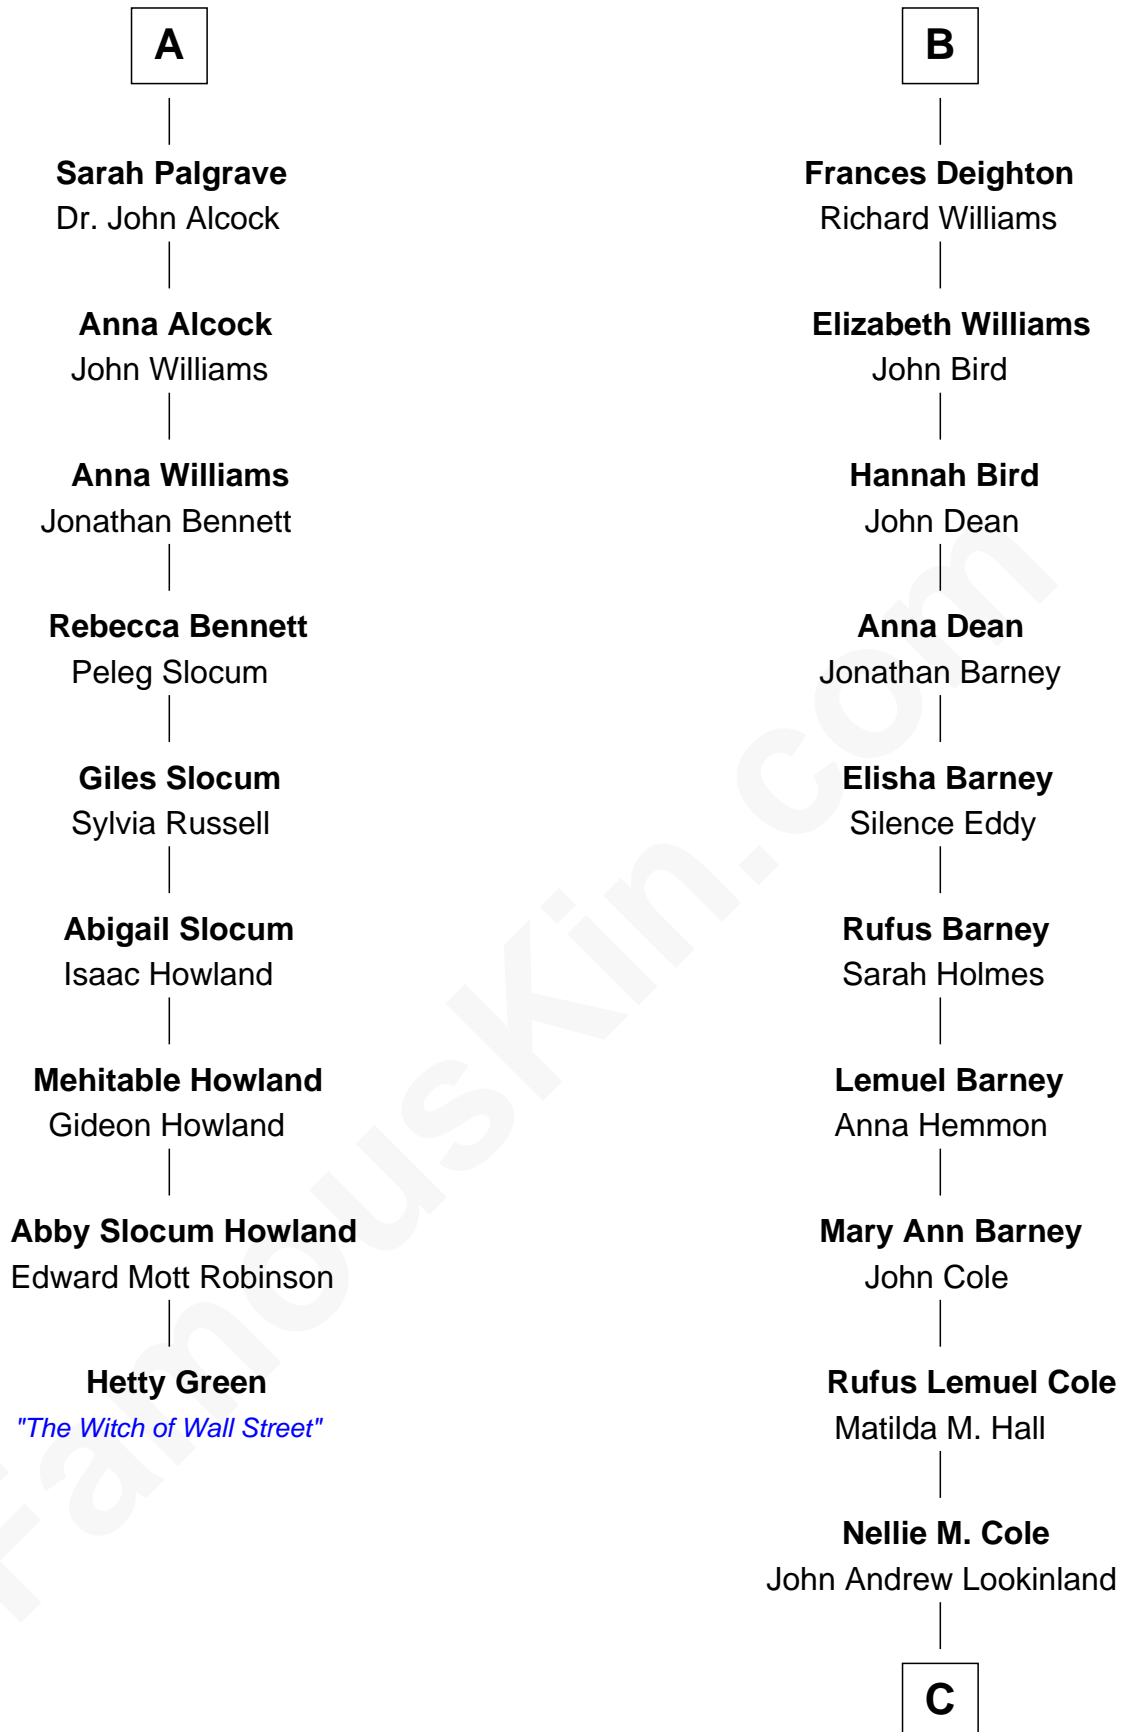 A
Sarah Palgrave
Dr. John Alcock
Anna Alcock
John Williams
Anna Williams
Jonathan Bennett
Rebecca Bennett
Peleg Slocum
Giles Slocum
Sylvia Russell
Abigail Slocum
Isaac Howland
Mehitable Howland
Gideon Howland
Abby Slocum Howland
Edward Mott Robinson
Hetty Green
"The Witch of Wall Street"
B
Frances Deighton
Richard Williams
Elizabeth Williams
John Bird
Hannah Bird
John Dean
Anna Dean
Jonathan Barney
Elisha Barney
Silence Eddy
Rufus Barney
Sarah Holmes
Lemuel Barney
Anna Hemmon
Mary Ann Barney
John Cole
Rufus Lemuel Cole
Matilda M. Hall
Nellie M. Cole
John Andrew Lookinland
C
FamousKin.com